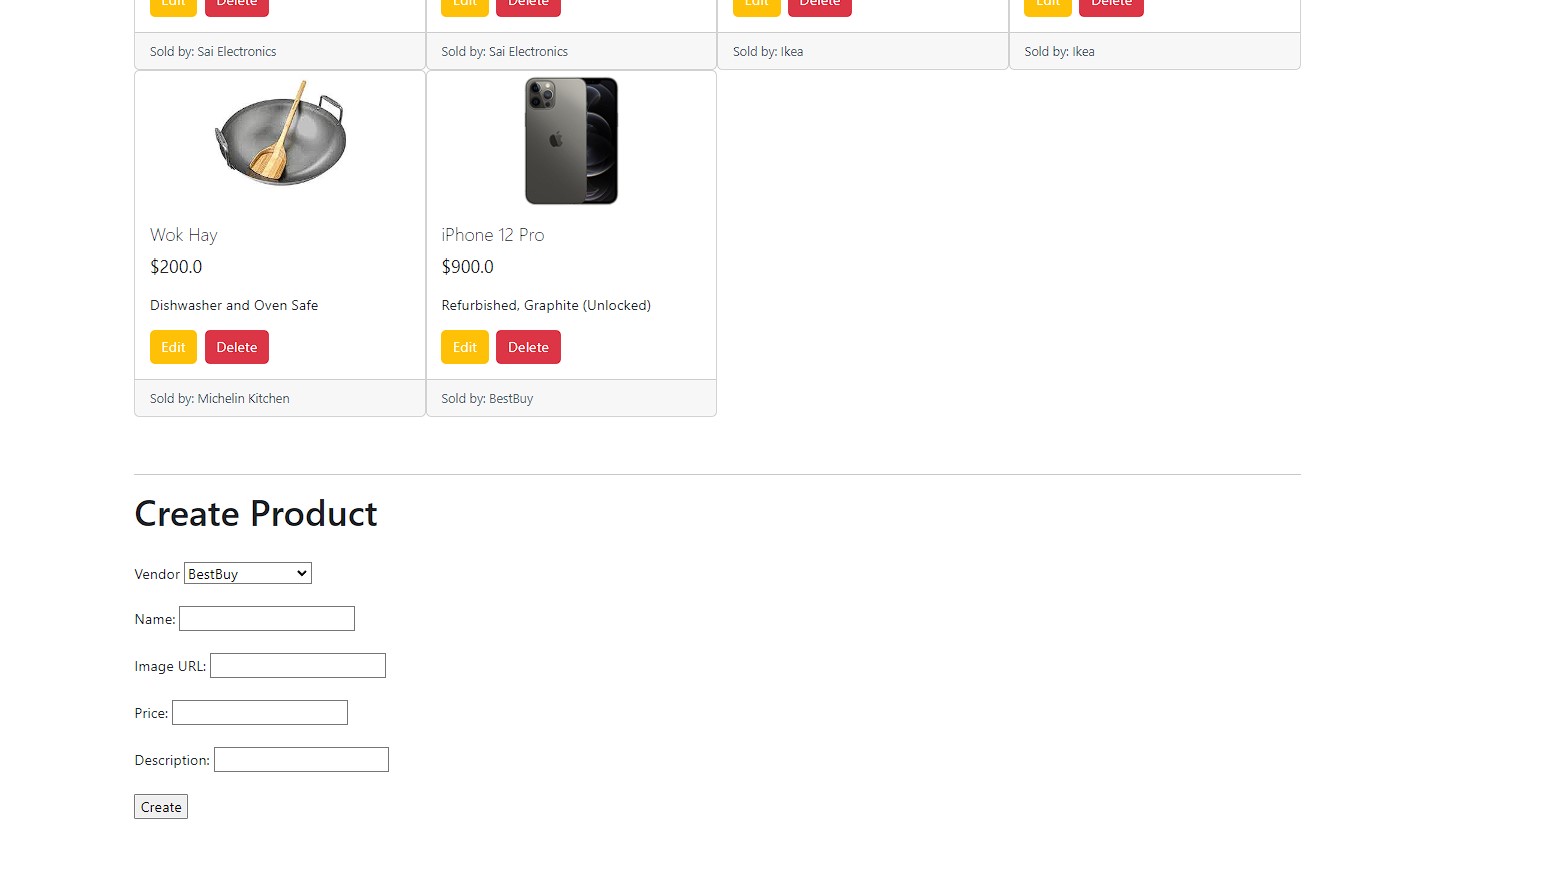 Edit Delete Edit Delete Edit Delete Edit Delete
Sold by: Sai Electronics Sold by: Sai Electronics Sold by: Ikea Sold by: Ikea
Wok Hay iPhone 12 Pro
$200.0 $900.0
Dishwasher and Oven Safe Refurbished, Graphite (Unlocked)
Edit Delete Edit Delete
Sold by: Michelin Kitchen Sold by: BestBuy
Create Product
Vendor BestBuy
Name:
Image URL:
Price:
Description:
Create